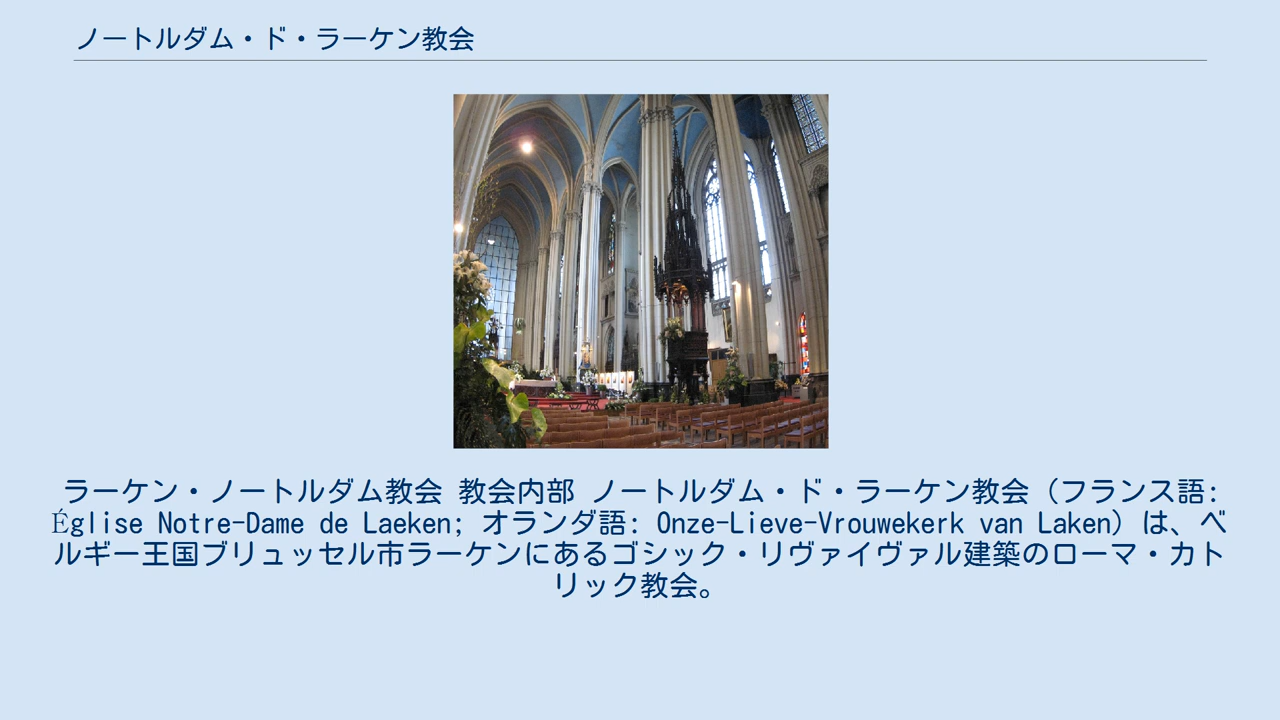 ノートルダム・ド・ラーケン教会
ラーケン・ノートルダム教会 教会内部 ノートルダム・ド・ラーケン教会（フランス語:
Église Notre-Dame de Laeken; オランダ語: Onze-Lieve-Vrouwekerk van Laken）は、ベ
ルギー王国ブリュッセル市ラーケンにあるゴシック・リヴァイヴァル建築のローマ・カト
リック教会。